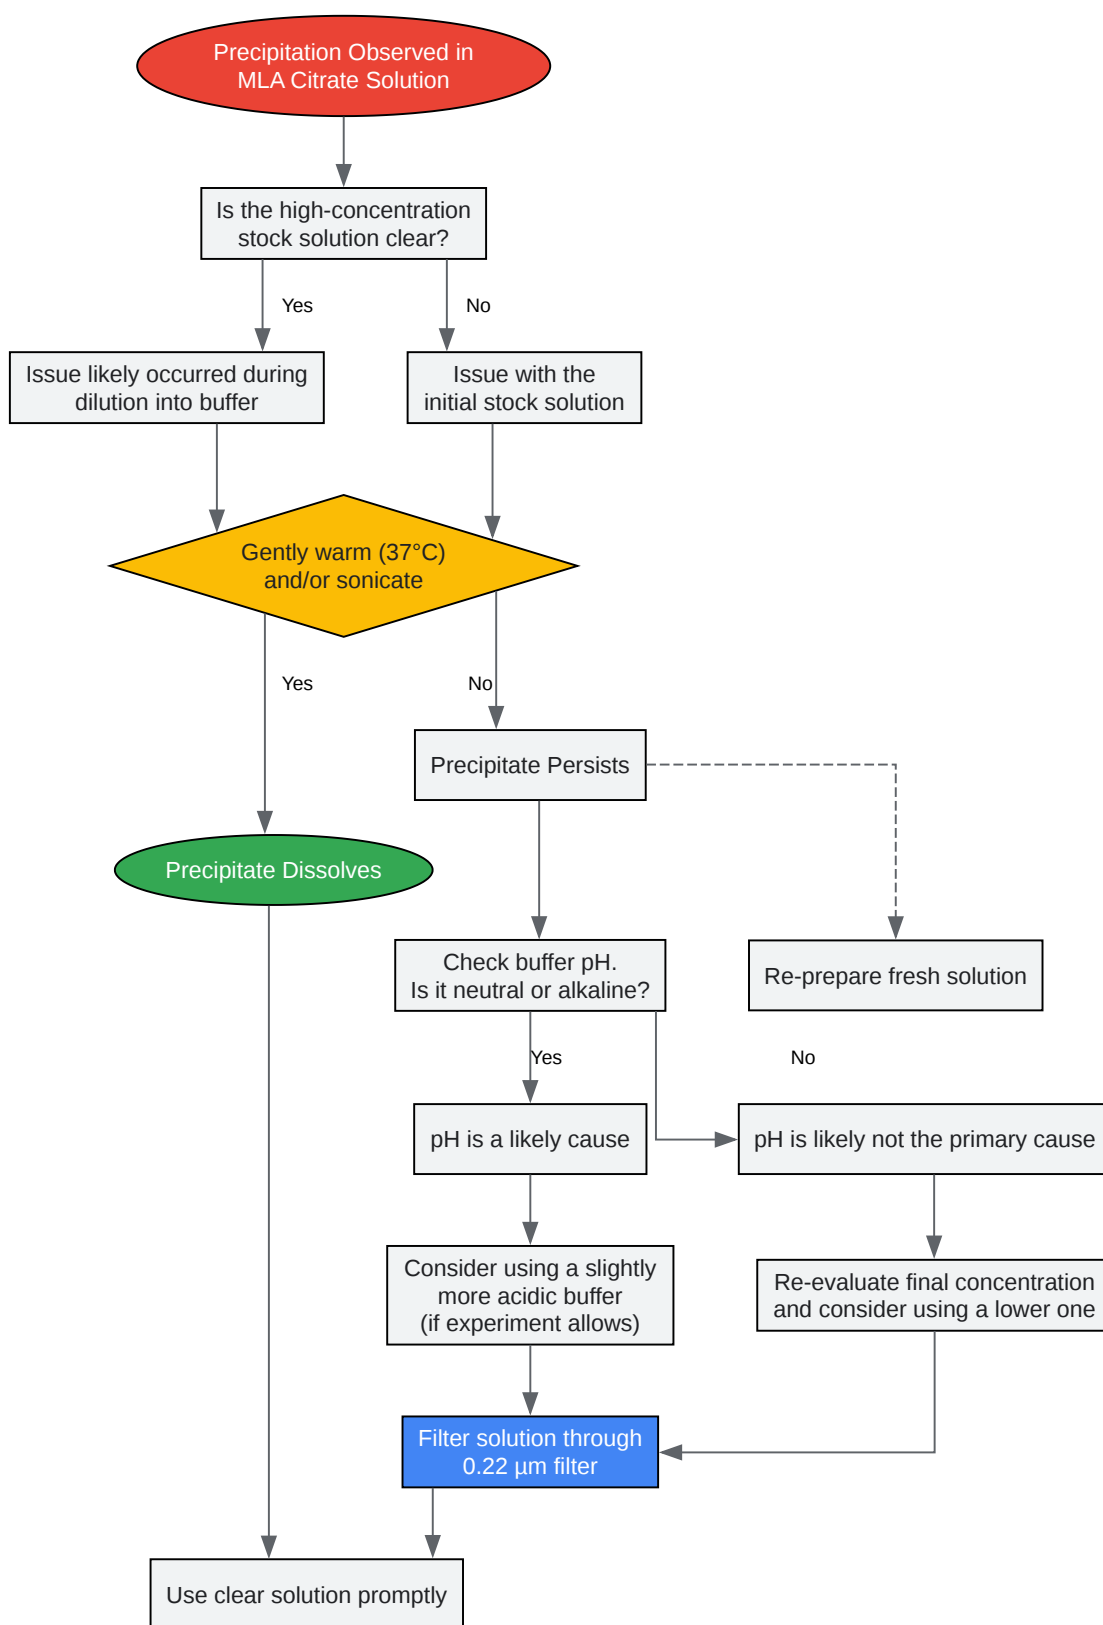 Precipitation Observed in
MLA Citrate Solution
Is the high-concentration
stock solution clear?
Yes
No
Issue likely occurred during
dilution into buffer
Issue with the
initial stock solution
Gently warm (37°C)
and/or sonicate
Yes
No
Precipitate Persists
Precipitate Dissolves
Check buffer pH.
Is it neutral or alkaline?
Re-prepare fresh solution
Yes
No
pH is a likely cause
pH is likely not the primary cause
Consider using a slightly
more acidic buffer
(if experiment allows)
Re-evaluate final concentration
and consider using a lower one
Filter solution through
0.22 µm filter
Use clear solution promptly